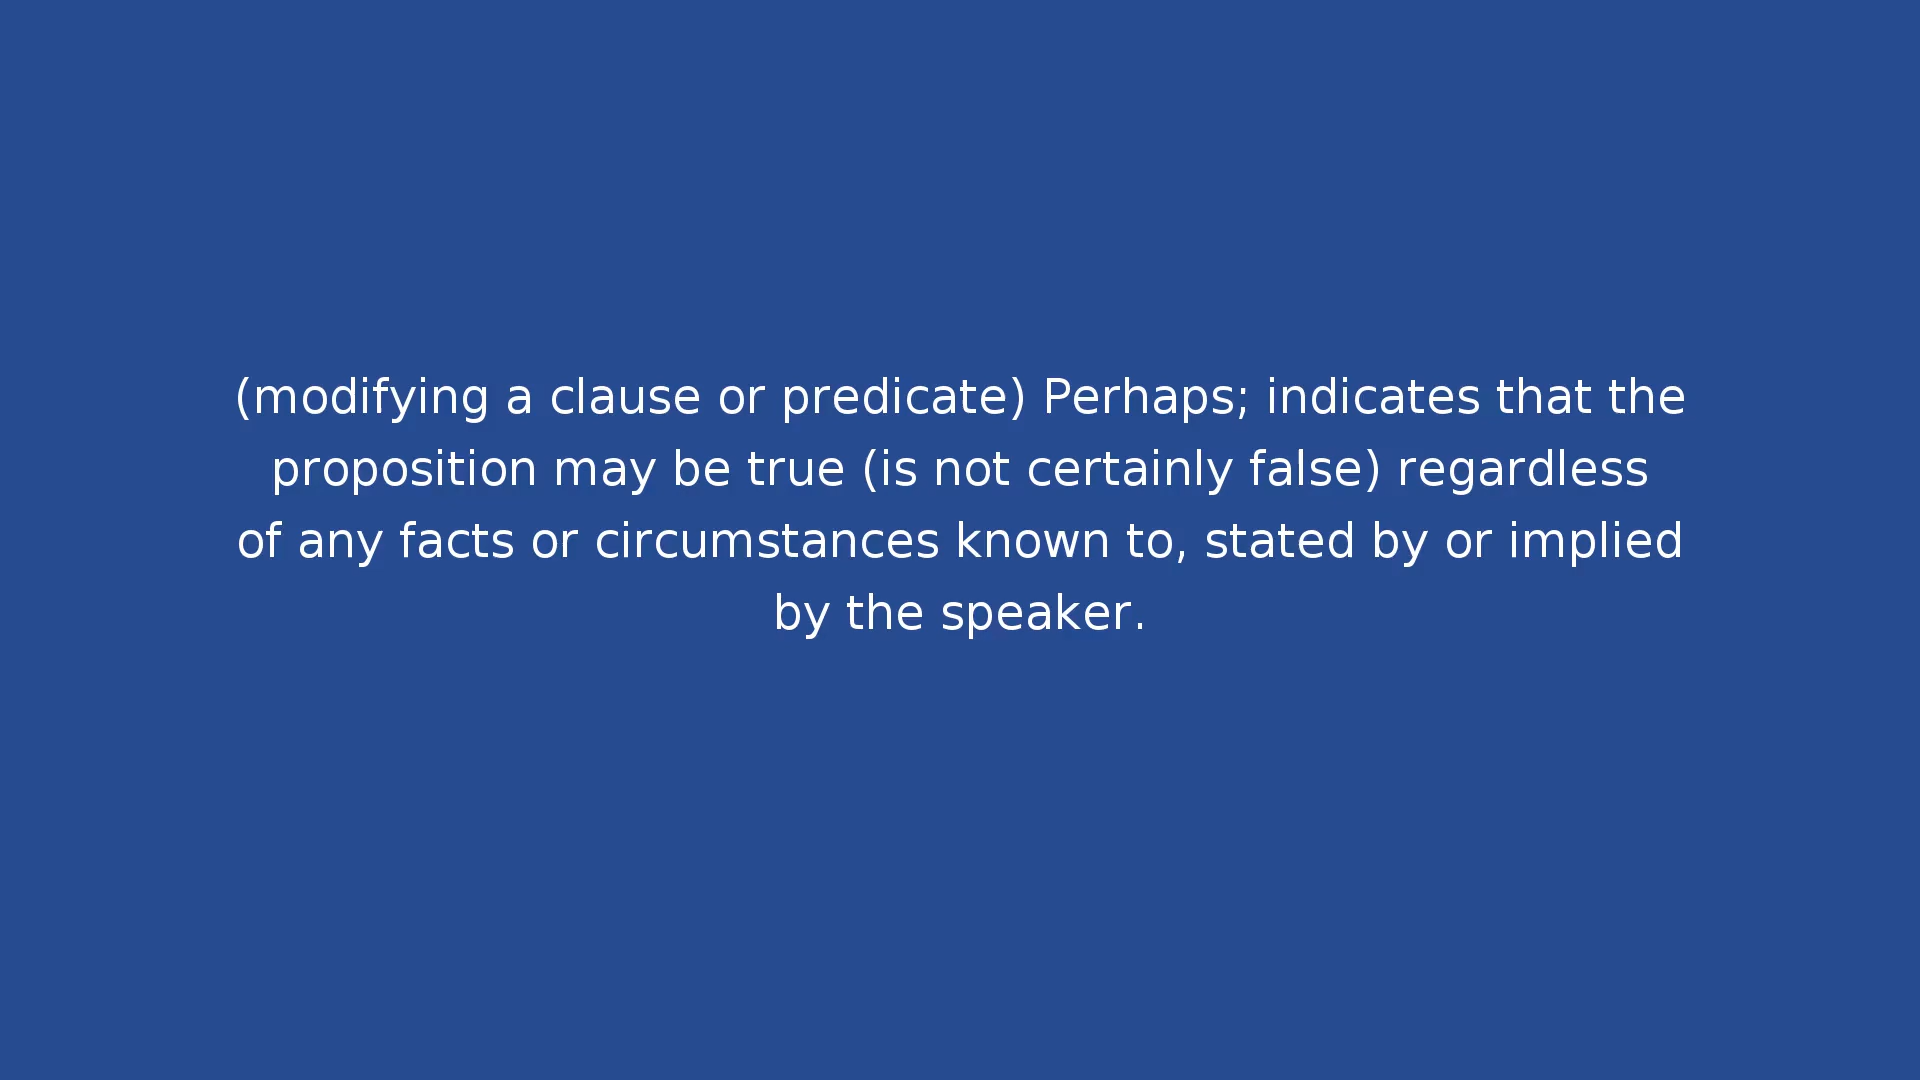 (modifying a clause or predicate) Perhaps; indicates that the
proposition may be true (is not certainly false) regardless
of any facts or circumstances known to, stated by or implied
by the speaker.